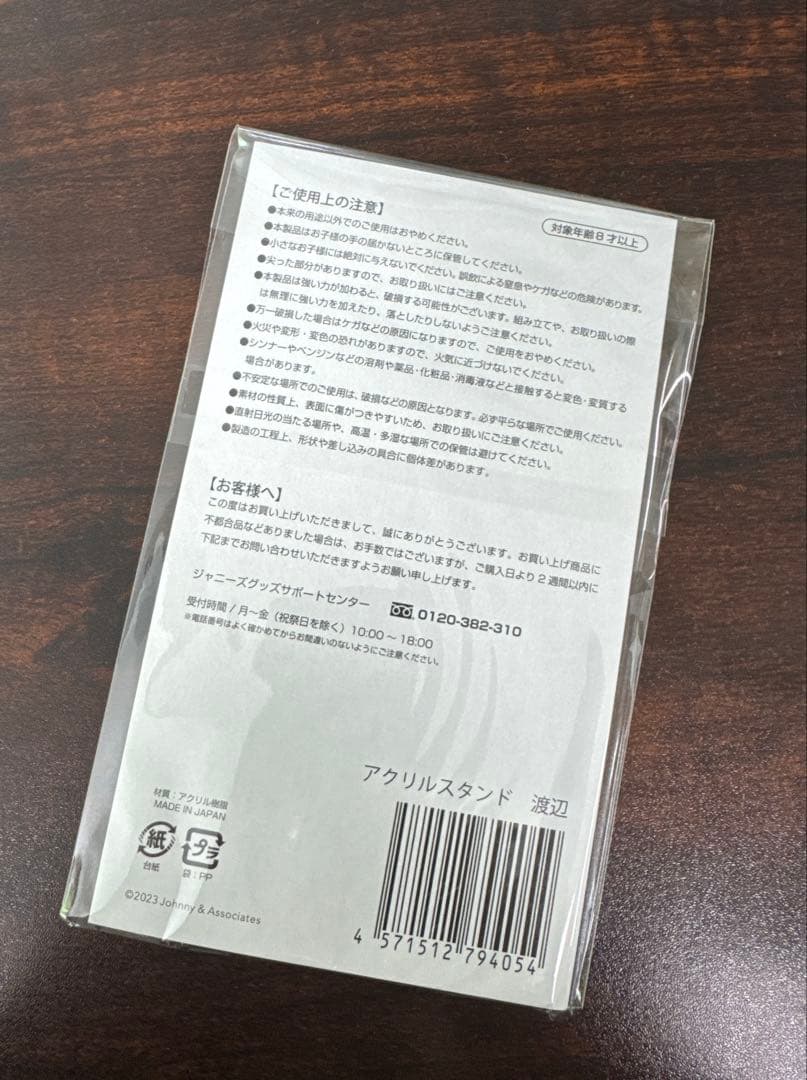 【ご使用上の注意】
対象年齢8才以上
●本来の用途以外でのご使用はおやめください。
●本製品はお子様の手の届かないところに保管してください。
●小さなお子様には絶対に与えないでください。誤飲による窒息やケガなどの危険があります。
●尖った部分がありますので、お取り扱いにはご注意ください。
●本製品は強い力が加わると、破損する可能性がございます。組み立てや、お取り扱いの際
は無理に強い力を加えたり、落としたりしないようご注意ください。
●万一破損した場合はケガなどの原因になりますので、ご使用をおやめください。
●火災や変形・変色の恐れがありますので、火気に近づけないでください。
●シンナーやベンジンなどの溶剤や薬品・化粧品・消毒液などと接触すると変色・変質する
場合があります。
●不安定な場所でのご使用は、破損などの原因となります。必ず平らな場所でご使用ください。
●素材の性質上、表面に傷がつきやすいため、お取り扱いにご注意ください。
●直射日光の当たる場所や、高温・多湿な場所での保管は避けてください。
●製造の工程上、形状や差し込みの具合に個体差があります。
【お客様へ】
この度はお買い上げいただきまして、誠にありがとうございます。お買い上げ商品に
不都合品などありました場合は、お手数ではございますが、ご購入日より2週間以内に
下記までお問い合わせいただきますようお願い申し上げます。
ジャニーズグッズサポートセンター 0120-382-310
受付時間/月〜金(祝祭日を除く)10:00〜18:00
※電話番号はよく確かめてからお間違いのないようにご注意ください。
アクリルスタンド 渡辺
材質:アクリル樹脂
MADE IN JAPAN
紙 プラ
台紙 袋:PP
©2023 Johnny & Associates
4 571512 794054